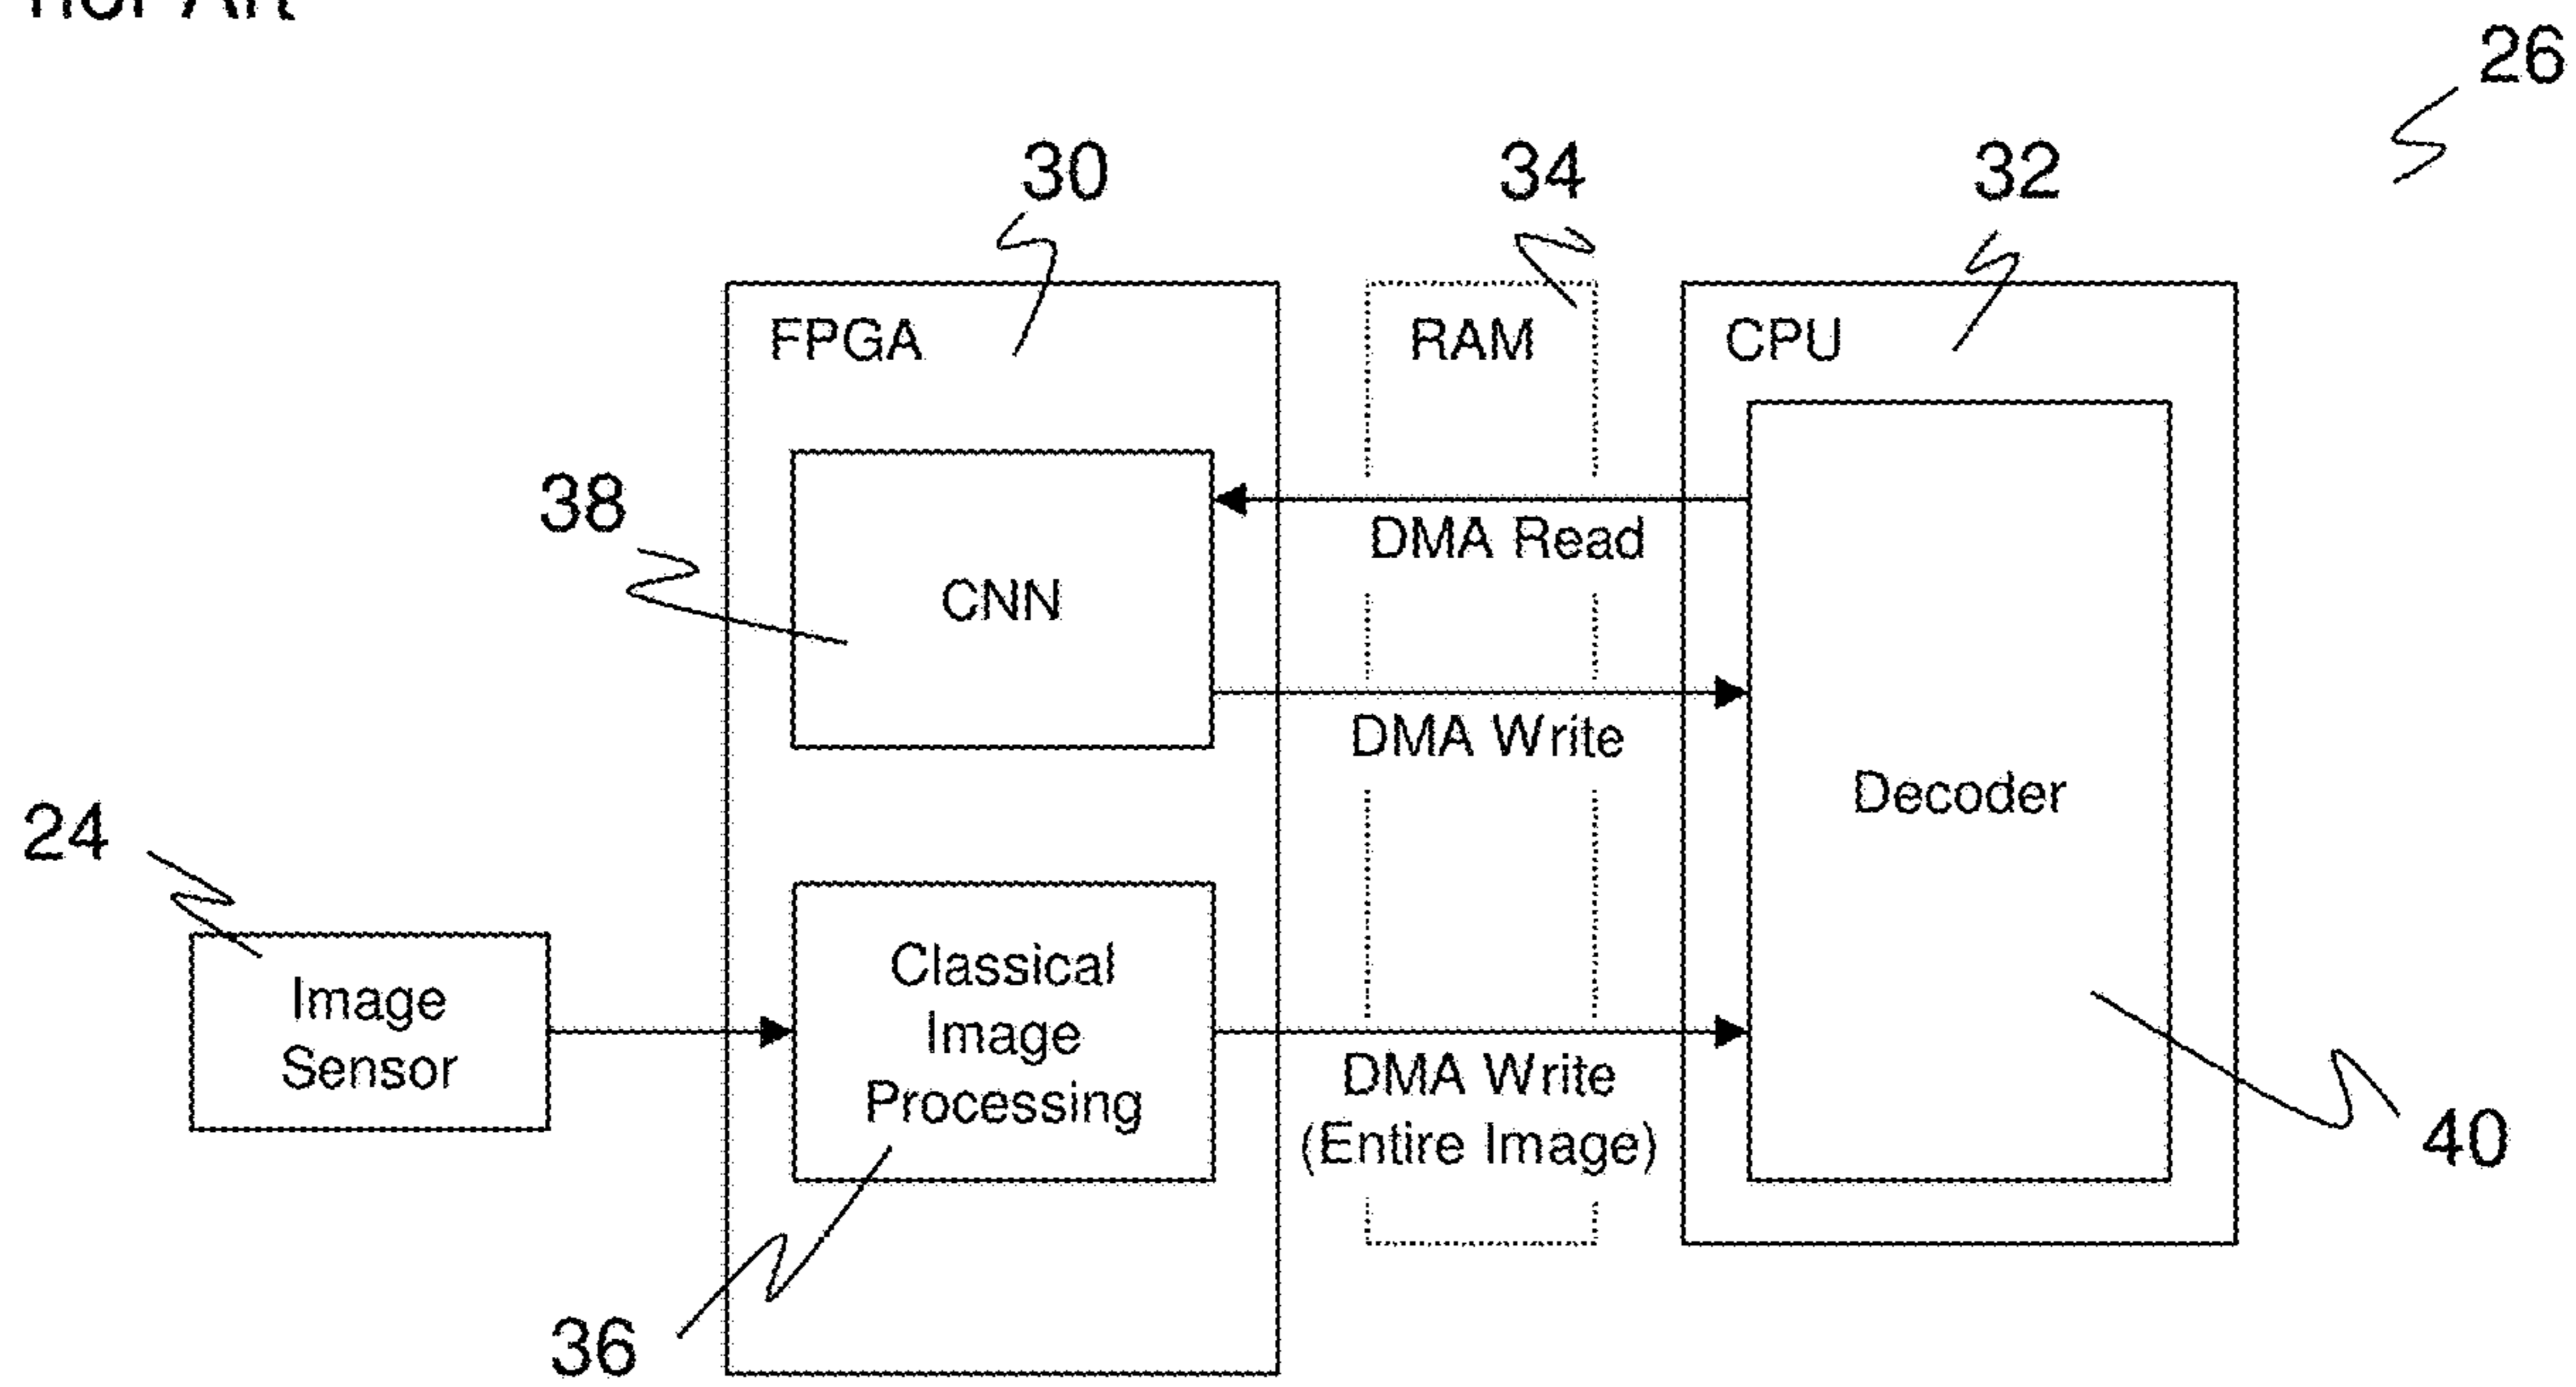 26
30
34
32
FPGA
RAM
CPU
38
DMA Read
CNN
DMA Write
Decoder
24
Classical
Image
Processing
Image
Sensor
DMA Write
(Entire Image)
40
36